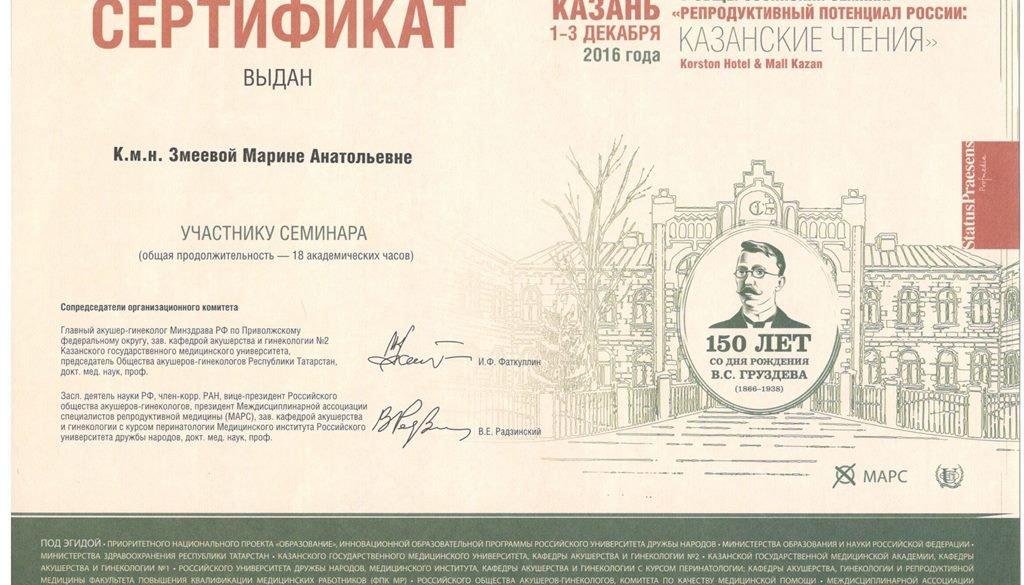 СЕРТИФИКАТ
ВЫДАН
К.м.н. Змеевой Марине Анатольевне
УЧАСТНИКУ СЕМИНАРА
(общая продолжительность — 18 академических часов)
Сопредседатели организационного комитета
Главный акушер-гинеколог Минздрава РФ по Приволжскому
федеральному округу, зав. кафедрой акушерства и гинекологии №2
Казанского государственного медицинского университета,
председатель Общества акушеров-гинекологов Республики Татарстан,
докт. мед. наук, проф.
И.Ф. Фаткуллин
Засл. деятель науки РФ, член-корр. РАН, вице-президент Российского
общества акушеров-гинекологов, президент Междисциплинарной ассоциации
специалистов репродуктивной медицины (МАРС), зав. кафедрой акушерства
и гинекологии с курсом перинатологии Медицинского института Российского
университета дружбы народов, докт. мед. наук, проф.
В.Е. Радзинский
КАЗАНЬ
1–3 ДЕКАБРЯ
2016 года
«РЕПРОДУКТИВНЫЙ ПОТЕНЦИАЛ РОССИИ:
КАЗАНСКИЕ ЧТЕНИЯ»
Korston Hotel & Mall Kazan
StatusPraesens
Profmedia
150 ЛЕТ
СО ДНЯ РОЖДЕНИЯ
В.С. ГРУЗДЕВА
(1866–1938)
МАРС
ПОД ЭГИДОЙ • ПРИОРИТЕТНОГО НАЦИОНАЛЬНОГО ПРОЕКТА «ОБРАЗОВАНИЕ», ИННОВАЦИОННОЙ ОБРАЗОВАТЕЛЬНОЙ ПРОГРАММЫ РОССИЙСКОГО УНИВЕРСИТЕТА ДРУЖБЫ НАРОДОВ • МИНИСТЕРСТВА ОБРАЗОВАНИЯ И НАУКИ РОССИЙСКОЙ ФЕДЕРАЦИИ •
МИНИСТЕРСТВА ЗДРАВООХРАНЕНИЯ РЕСПУБЛИКИ ТАТАРСТАН • КАЗАНСКОГО ГОСУДАРСТВЕННОГО МЕДИЦИНСКОГО УНИВЕРСИТЕТА, КАФЕДРЫ АКУШЕРСТВА И ГИНЕКОЛОГИИ №2 • КАЗАНСКОЙ ГОСУДАРСТВЕННОЙ МЕДИЦИНСКОЙ АКАДЕМИИ, КАФЕДРЫ
АКУШЕРСТВА И ГИНЕКОЛОГИИ №1 • РОССИЙСКОГО УНИВЕРСИТЕТА ДРУЖБЫ НАРОДОВ, МЕДИЦИНСКОГО ИНСТИТУТА, КАФЕДРЫ АКУШЕРСТВА И ГИНЕКОЛОГИИ С КУРСОМ ПЕРИНАТОЛОГИИ; КАФЕДРЫ АКУШЕРСТВА, ГИНЕКОЛОГИИ И РЕПРОДУКТИВНОЙ
МЕДИЦИНЫ ФАКУЛЬТЕТА ПОВЫШЕНИЯ КВАЛИФИКАЦИИ МЕДИЦИНСКИХ РАБОТНИКОВ (ФПК МР) • РОССИЙСКОГО ОБЩЕСТВА АКУШЕРОВ-ГИНЕКОЛОГОВ, КОМИТЕТА ПО КАЧЕСТВУ МЕДИЦИНСКОЙ ПОМОЩИ • МЕЖДИСЦИПЛИНАРНОЙ